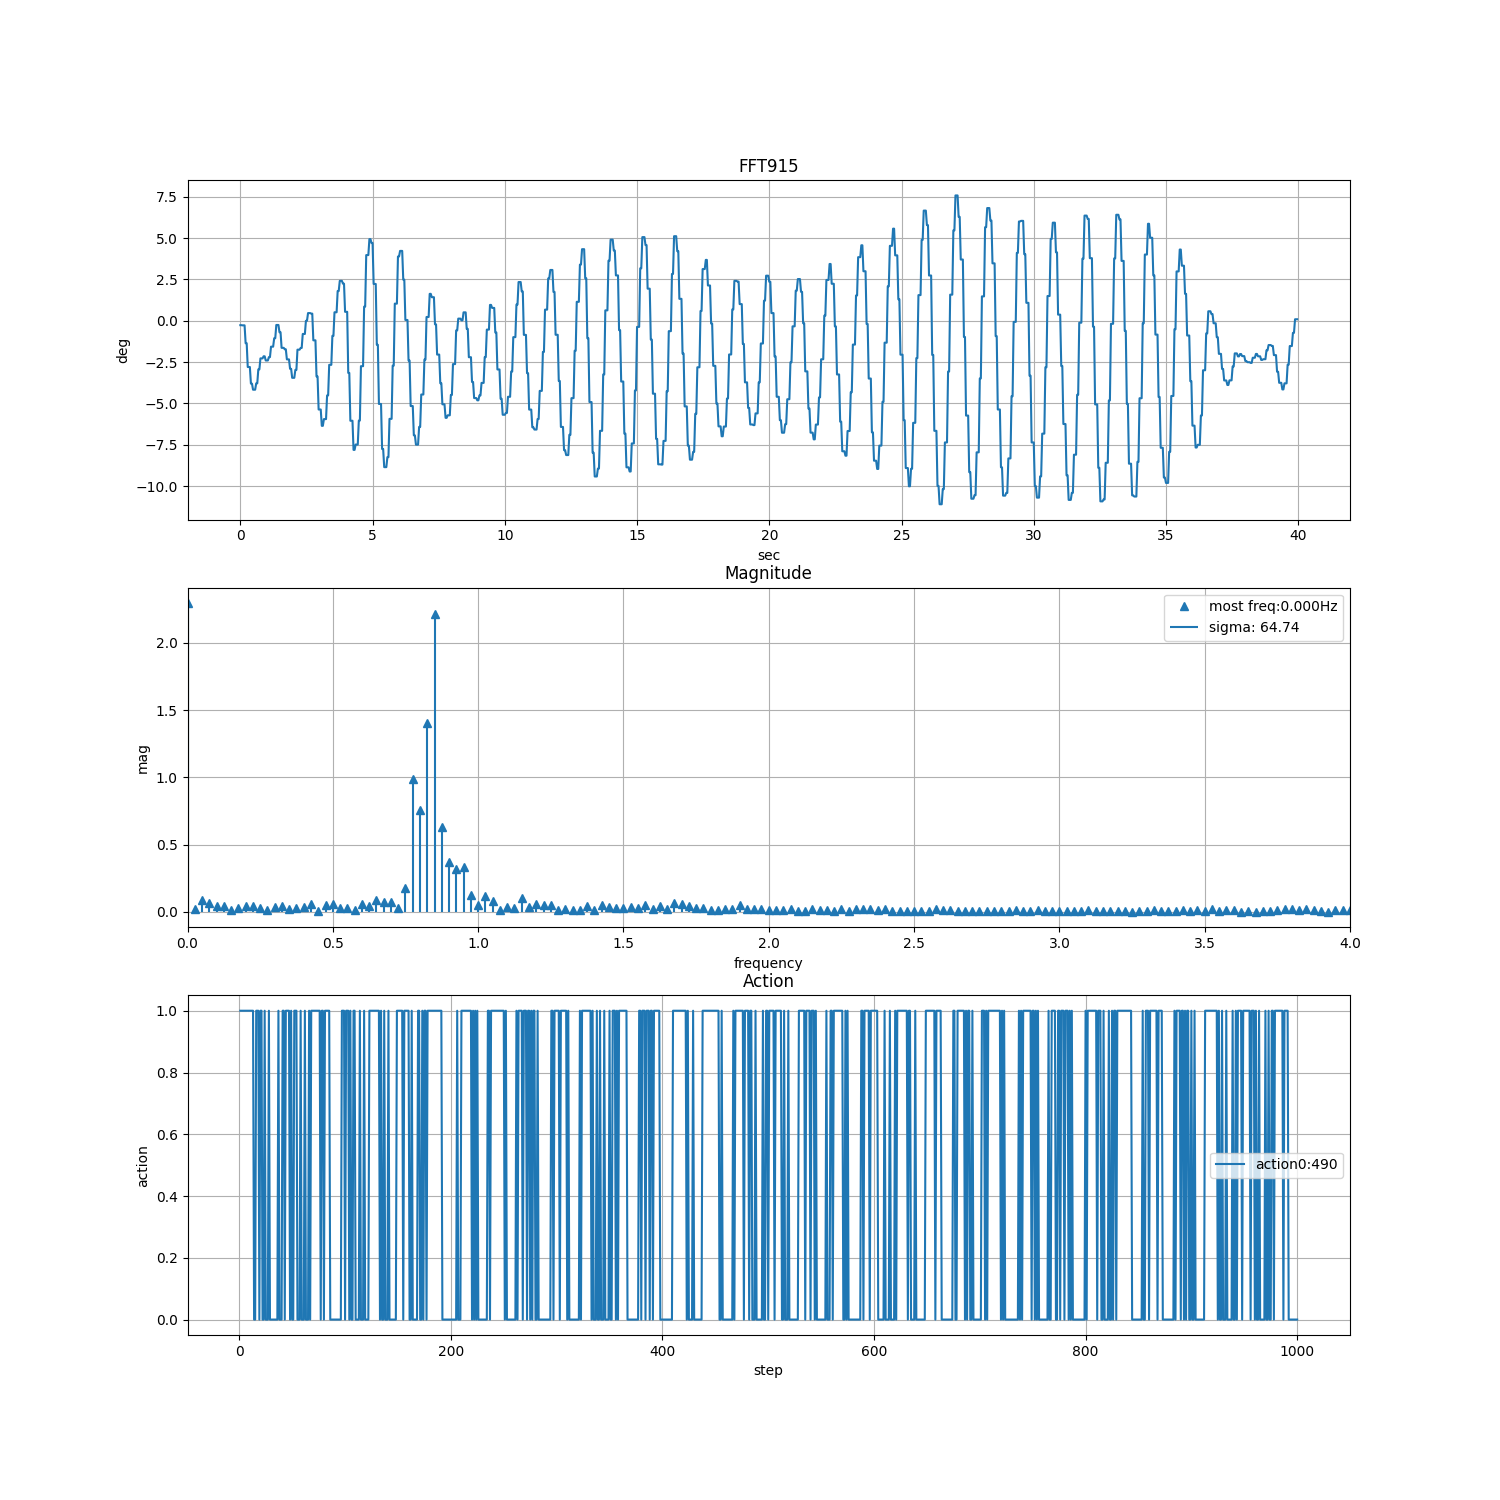 FFT915
7.5
5.0
2.5
0.0
−2.5
−5.0
−7.5
−10.0
deg
0 5 10 15 20 25 30 35 40
sec
Magnitude
most freq:0.000Hz
sigma: 64.74
2.0
1.5
1.0
0.5
0.0
mag
0.0 0.5 1.0 1.5 2.0 2.5 3.0 3.5 4.0
frequency
Action
1.0
0.8
0.6
0.4
0.2
0.0
action
action0:490
0 200 400 600 800 1000
step